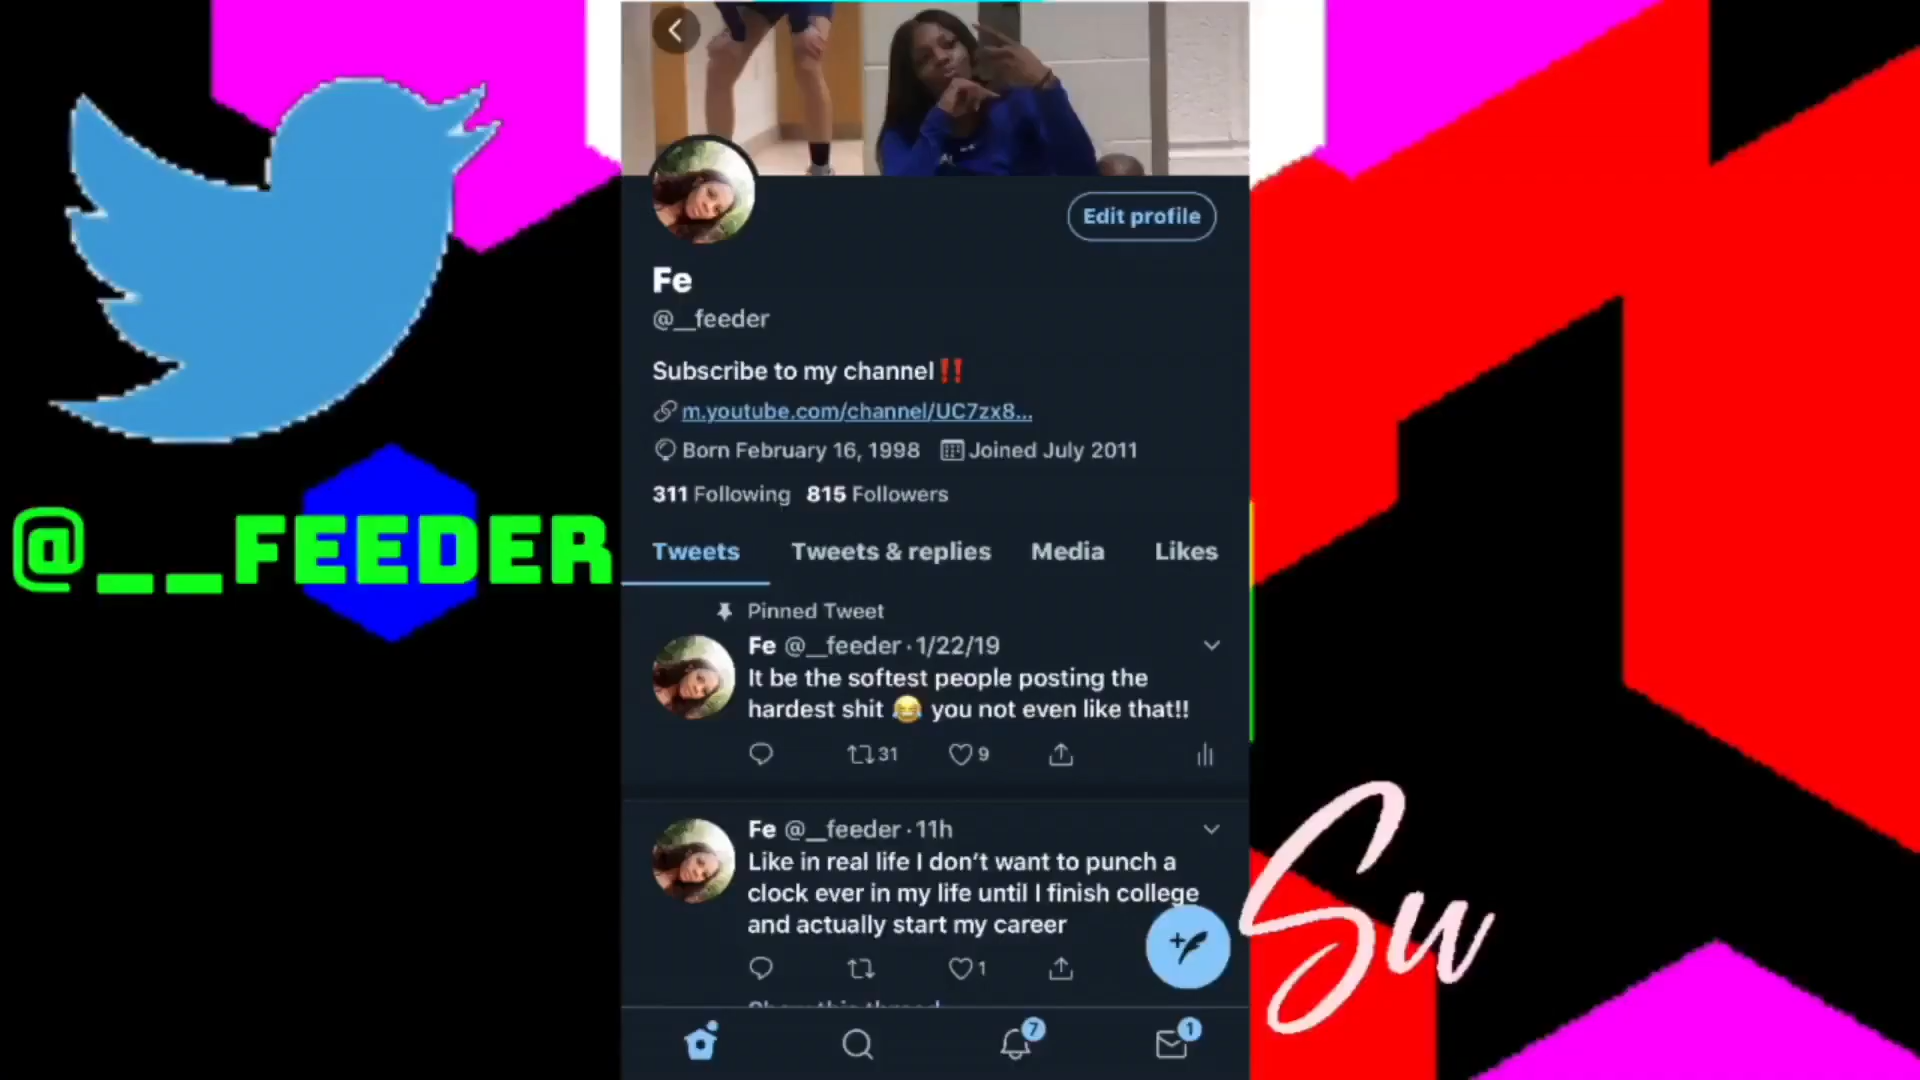 Edit profile
Fe
@__feeder
Subscribe to my channel‼️
m.youtube.com/channel/UC7zx8...
Born February 16, 1998 Joined July 2011
311 Following 815 Followers
@__FEEDER
Tweets Tweets & replies Media Likes
Pinned Tweet
Fe @__feeder · 1/22/19
It be the softest people posting the
hardest shit 😂 you not even like that!!
31 9
Fe @__feeder · 11h
Like in real life I don't want to punch a
clock ever in my life until I finish college
and actually start my career
1
Show this thread
Su
7 1